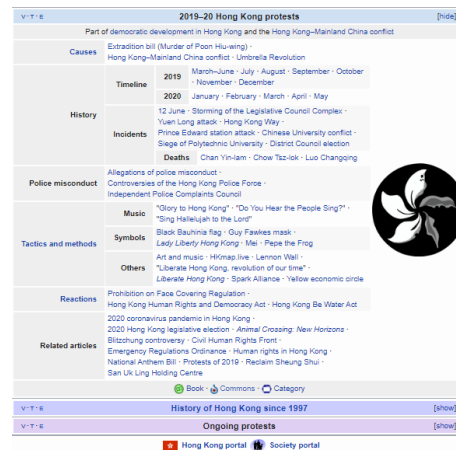 V · T · E 2019–20 Hong Kong protests [hide]
Part of democratic development in Hong Kong and the Hong Kong–Mainland China conflict
Causes
Extradition bill (Murder of Poon Hiu-wing) ·
Hong Kong–Mainland China conflict · Umbrella Revolution
History
Timeline
2019
March–June · July · August · September · October
· November · December
2020
January · February · March · April · May
Incidents
12 June · Storming of the Legislative Council Complex ·
Yuen Long attack · Hong Kong Way ·
Prince Edward station attack · Chinese University conflict ·
Siege of Polytechnic University · District Council election
Deaths
Chan Yin-lam · Chow Tsz-lok · Luo Changqing
Police misconduct
Allegations of police misconduct ·
Controversies of the Hong Kong Police Force ·
Independent Police Complaints Council
Tactics and methods
Music
"Glory to Hong Kong" · "Do You Hear the People Sing?" ·
"Sing Hallelujah to the Lord"
Symbols
Black Bauhinia flag · Guy Fawkes mask ·
Lady Liberty Hong Kong · Mei · Pepe the Frog
Others
Art and music · HKmap.live · Lennon Wall ·
"Liberate Hong Kong, revolution of our time" ·
Liberate Hong Kong · Spark Alliance · Yellow economic circle
Reactions
Prohibition on Face Covering Regulation ·
Hong Kong Human Rights and Democracy Act · Hong Kong Be Water Act
Related articles
2020 coronavirus pandemic in Hong Kong ·
2020 Hong Kong legislative election · Animal Crossing: New Horizons ·
Blitzchung controversy · Civil Human Rights Front ·
Emergency Regulations Ordinance · Human rights in Hong Kong ·
National Anthem Bill · Protests of 2019 · Reclaim Sheung Shui ·
San Uk Ling Holding Centre
Book · Commons · Category
V · T · E History of Hong Kong since 1997 [show]
V · T · E Ongoing protests [show]
Hong Kong portal Society portal